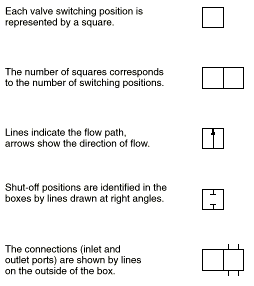 Each valve switching position is
represented by a square.
The number of squares corresponds
to the number of switching positions.
Lines indicate the flow path,
arrows show the direction of flow.
Shut-off positions are identified in the
boxes by lines drawn at right angles.
The connections (inlet and
outlet ports) are shown by lines
on the outside of the box.